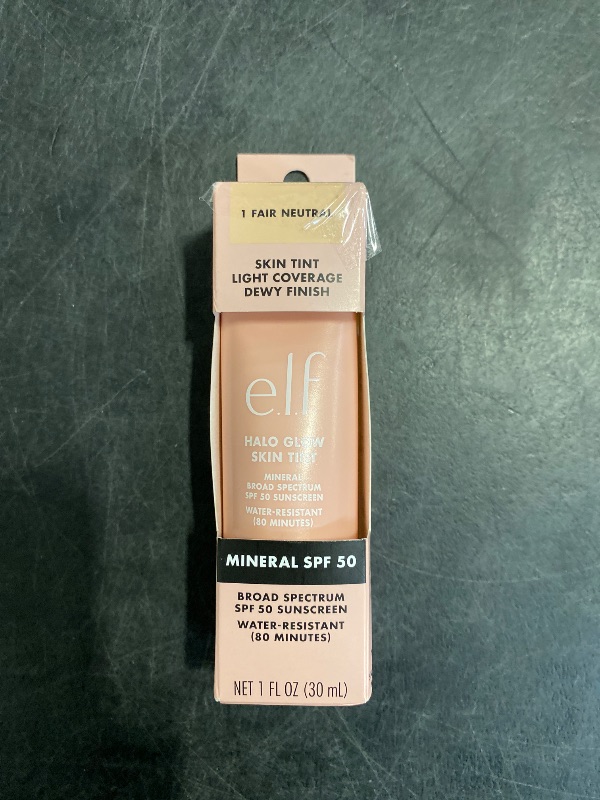 1 FAIR NEUTRAL
SKIN TINT
LIGHT COVERAGE
DEWY FINISH
e.l.f.
HALO GLOW
SKIN TINT
MINERAL
BROAD SPECTRUM
SPF 50 SUNSCREEN
WATER-RESISTANT
(80 MINUTES)
MINERAL SPF 50
BROAD SPECTRUM
SPF 50 SUNSCREEN
WATER-RESISTANT
(80 MINUTES)
NET 1 FL OZ (30 mL)